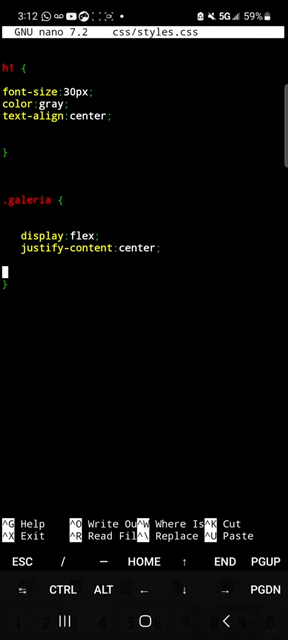 3:12
5G 59%
GNU nano 7.2 css/styles.css
h1 {
font-size:30px;
color:gray;
text-align:center;
}
.galeria {
display:flex;
justify-content:center;
}
^G Help ^O Write Ou^W Where Is^K Cut
^X Exit ^R Read Fil^\ Replace ^U Paste
ESC / — HOME ↑ END PGUP
⇆ CTRL ALT ← ↓ → PGDN